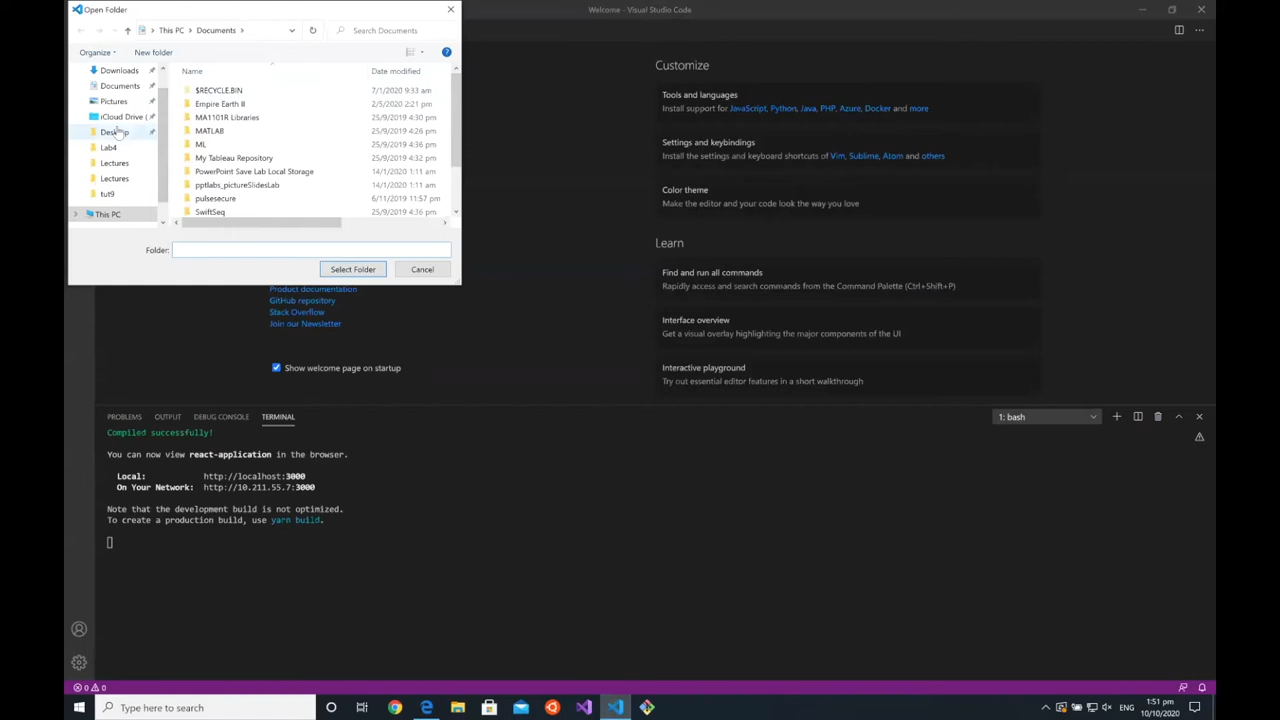 Open Folder
Welcome - Visual Studio Code
This PC > Documents >
Search Documents
Organize
New folder
Name
Date modified
Downloads
Documents
Pictures
iCloud Drive (
Desktop
Lab4
Lectures
Lectures
tut9
This PC
$RECYCLE.BIN 7/1/2020 9:33 am
Empire Earth II 2/5/2020 2:21 pm
MA1101R Libraries 25/9/2019 4:30 pm
MATLAB 25/9/2019 4:26 pm
ML 25/9/2019 4:36 pm
My Tableau Repository 25/9/2019 4:32 pm
PowerPoint Save Lab Local Storage 14/1/2020 1:11 am
pptlabs_pictureSlidesLab 14/1/2020 1:11 am
pulsesecure 6/11/2019 11:57 pm
SwiftSeq 25/9/2019 4:36 pm
Folder:
Select Folder
Cancel
Product documentation
GitHub repository
Stack Overflow
Join our Newsletter
Show welcome page on startup
Customize
Tools and languages
Install support for JavaScript, Python, Java, PHP, Azure, Docker and more
Settings and keybindings
Install the settings and keyboard shortcuts of Vim, Sublime, Atom and others
Color theme
Make the editor and your code look the way you love
Learn
Find and run all commands
Rapidly access and search commands from the Command Palette (Ctrl+Shift+P)
Interface overview
Get a visual overlay highlighting the major components of the UI
Interactive playground
Try out essential editor features in a short walkthrough
PROBLEMS OUTPUT DEBUG CONSOLE TERMINAL
1: bash
Compiled successfully!
You can now view react-application in the browser.
Local: http://localhost:3000
On Your Network: http://10.211.55.7:3000
Note that the development build is not optimized.
To create a production build, use yarn build.
0 0
Type here to search
ENG
1:51 pm
10/10/2020